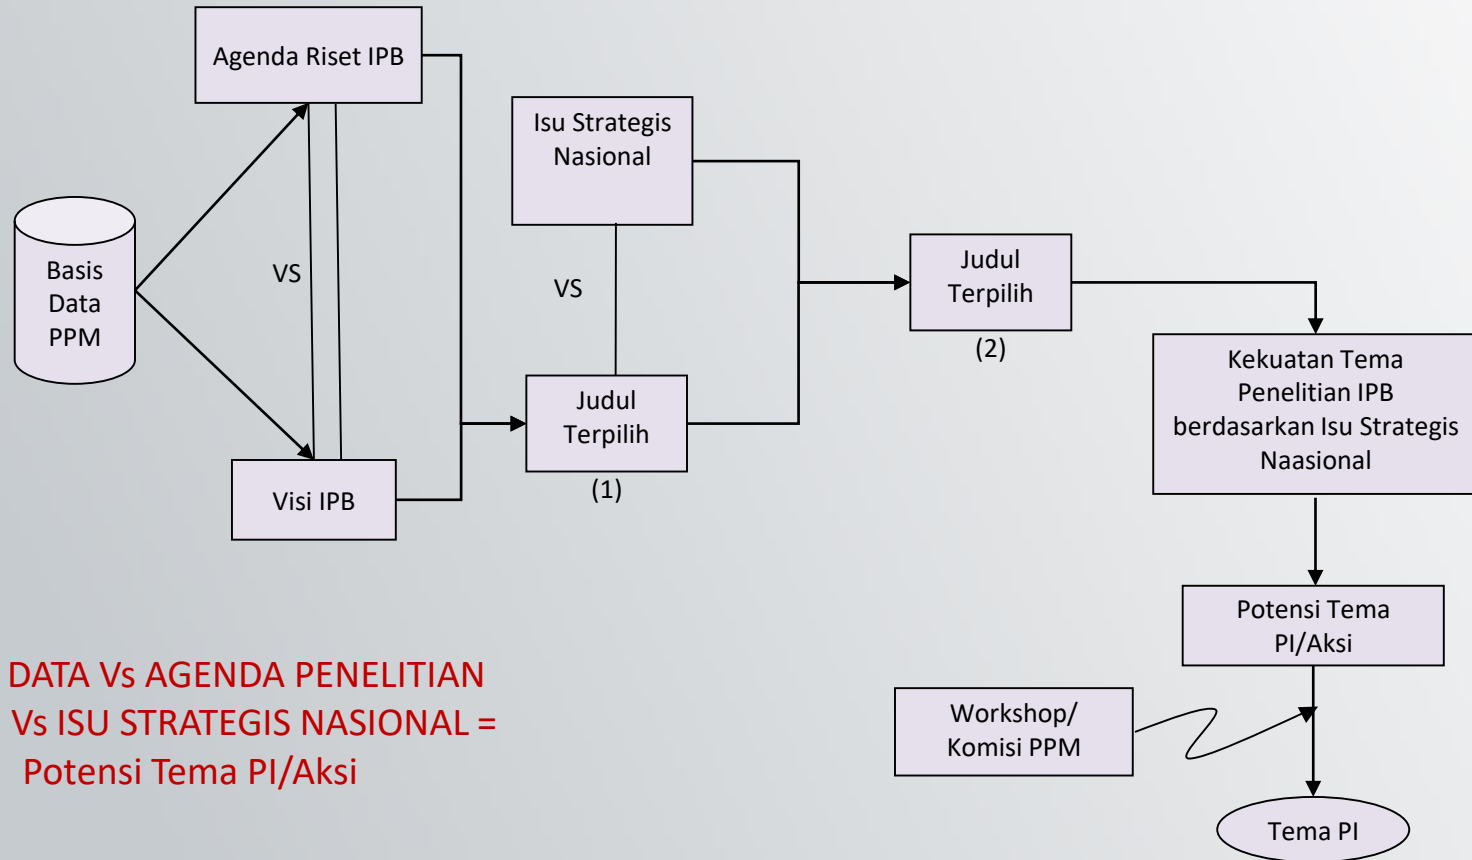 Agenda Riset IPB
Isu Strategis
Nasional
Basis
Data
PPM
VS
VS
Judul
Terpilih
(2)
Judul
Terpilih
(1)
Visi IPB
Kekuatan Tema
Penelitian IPB
berdasarkan Isu Strategis
Naasional
Potensi Tema
PI/Aksi
DATA Vs AGENDA PENELITIAN
Vs ISU STRATEGIS NASIONAL =
Potensi Tema PI/Aksi
Workshop/
Komisi PPM
Tema PI